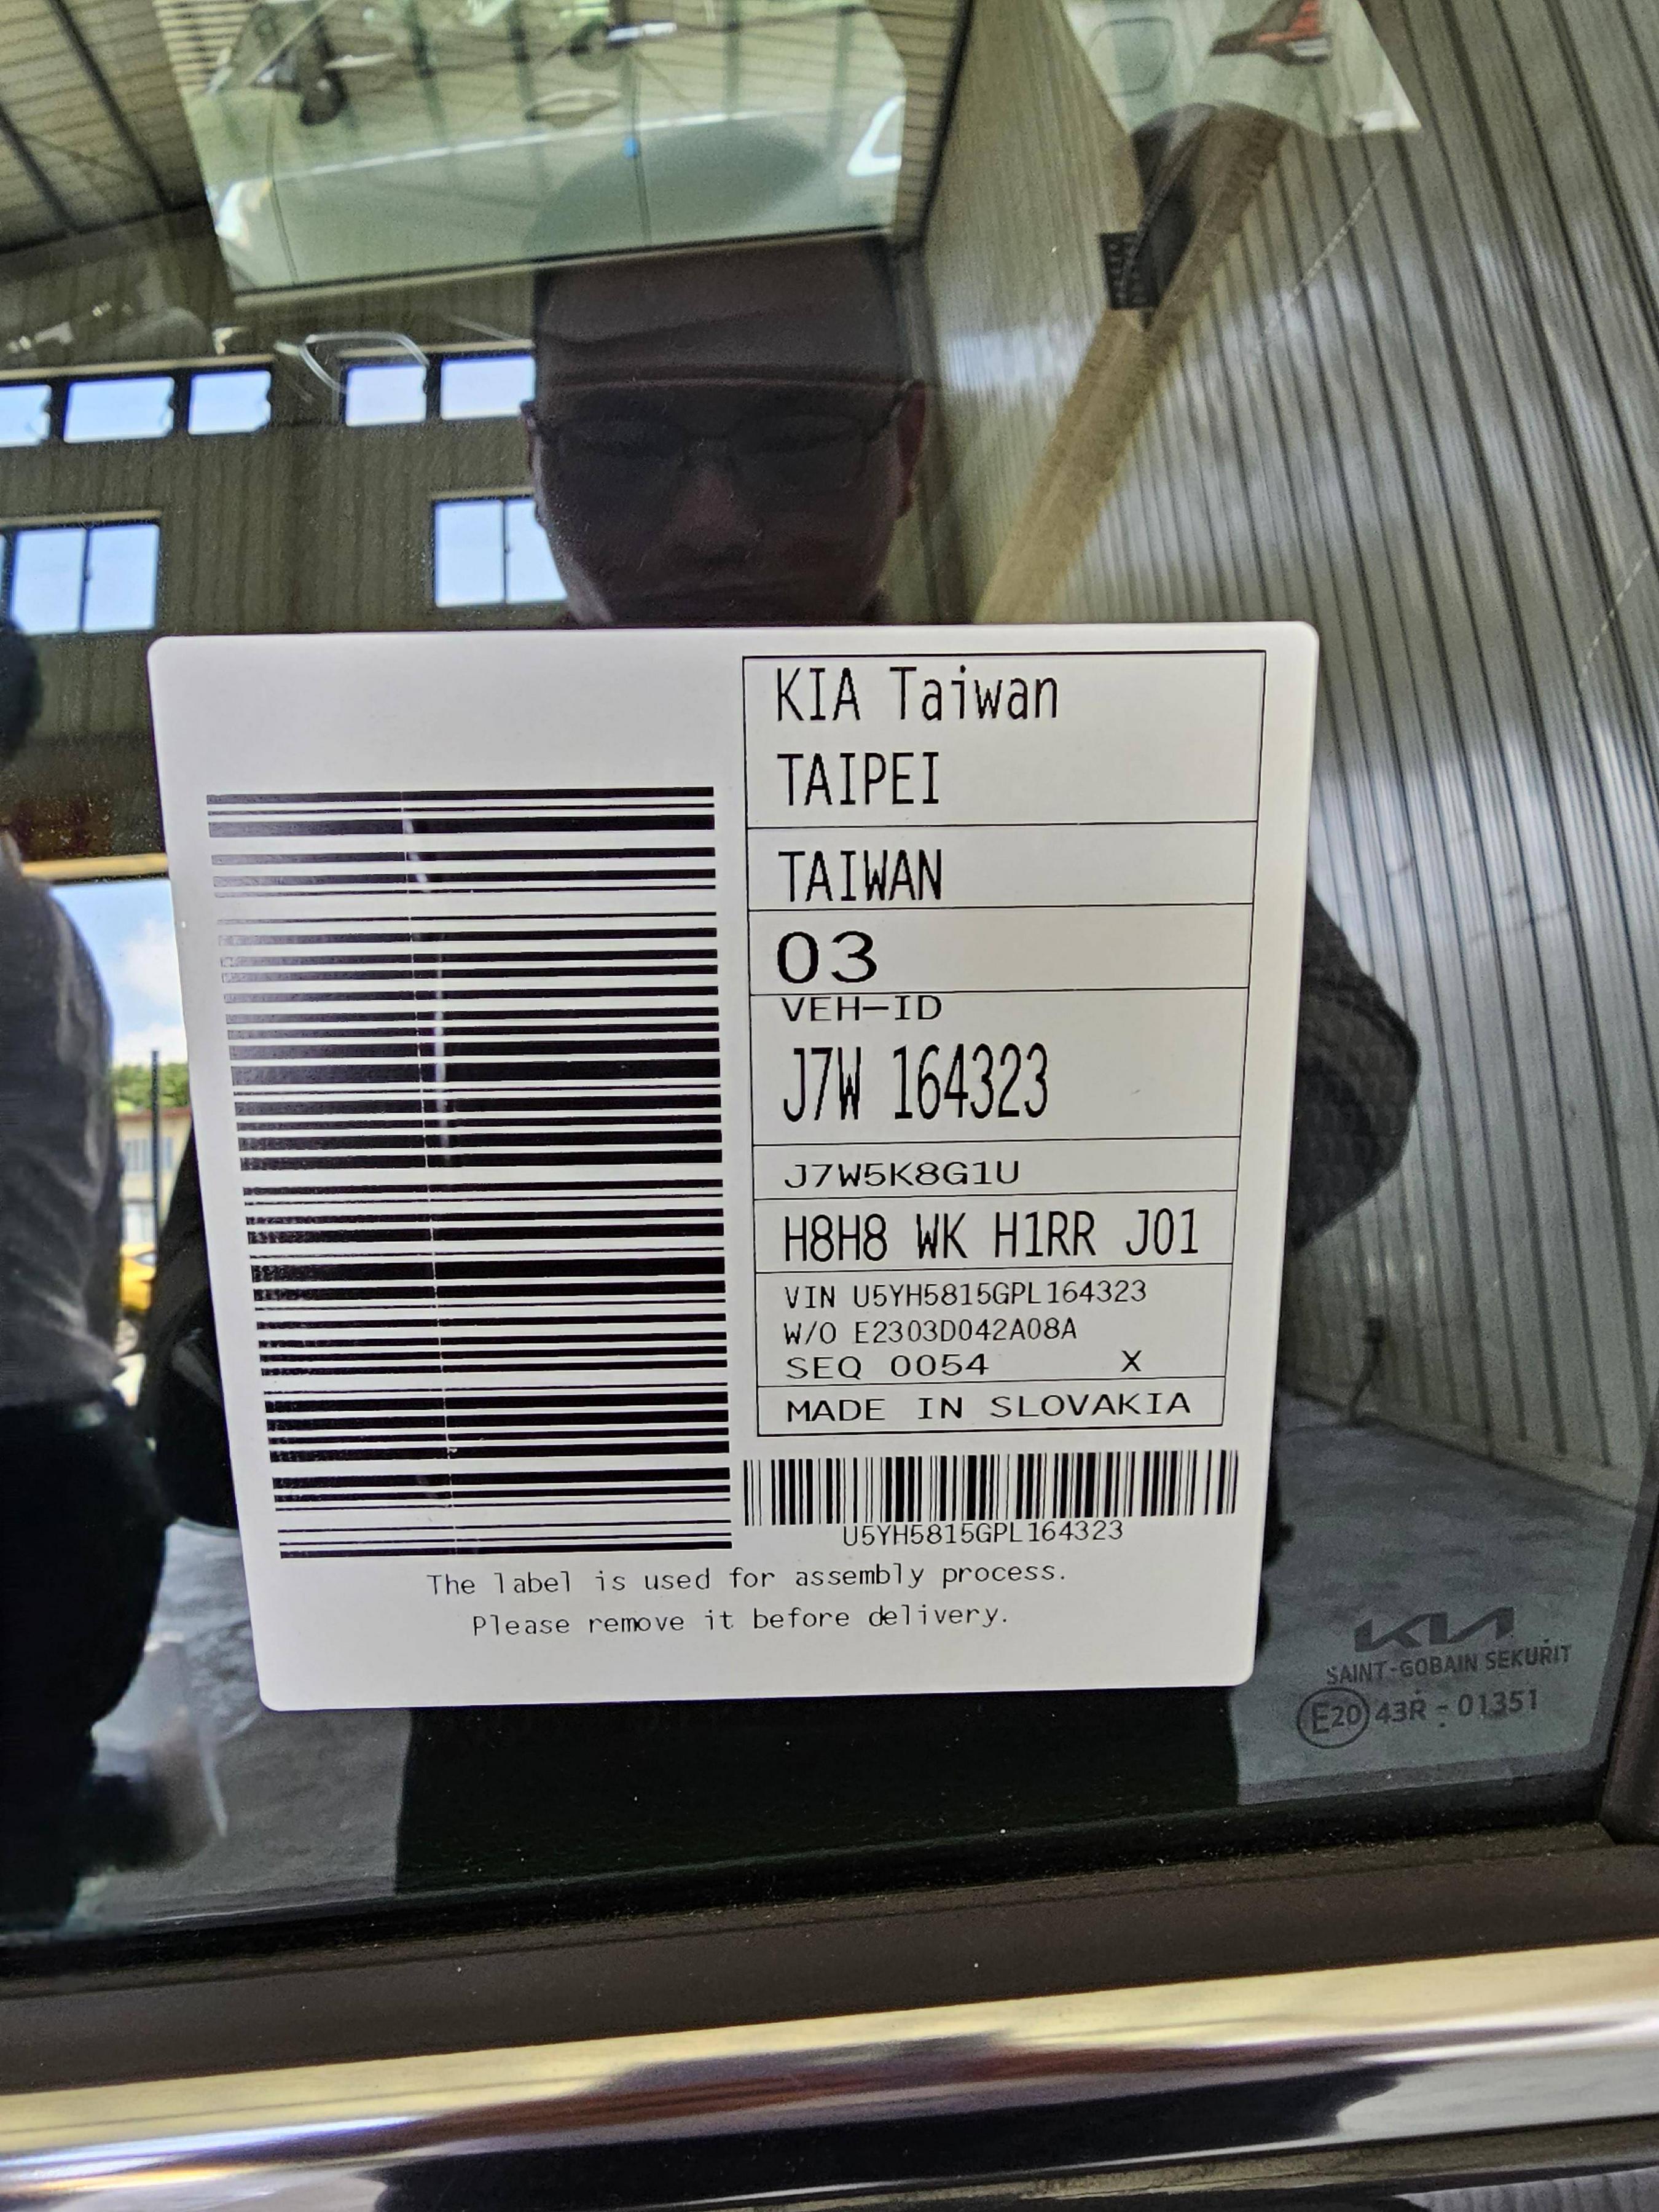 KIA Taiwan
TAIPEI
TAIWAN
03
VEH-ID
J7W 164323
J7W5K8G1U
H8H8 WK H1RR J01
VIN U5YH5815GPL164323
W/O E2303D042A08A
SEQ 0054 X
MADE IN SLOVAKIA
U5YH5815GPL164323
The label is used for assembly process.
Please remove it before delivery.
KIA
SAINT-GOBAIN SEKURIT
E20 43R - 01351